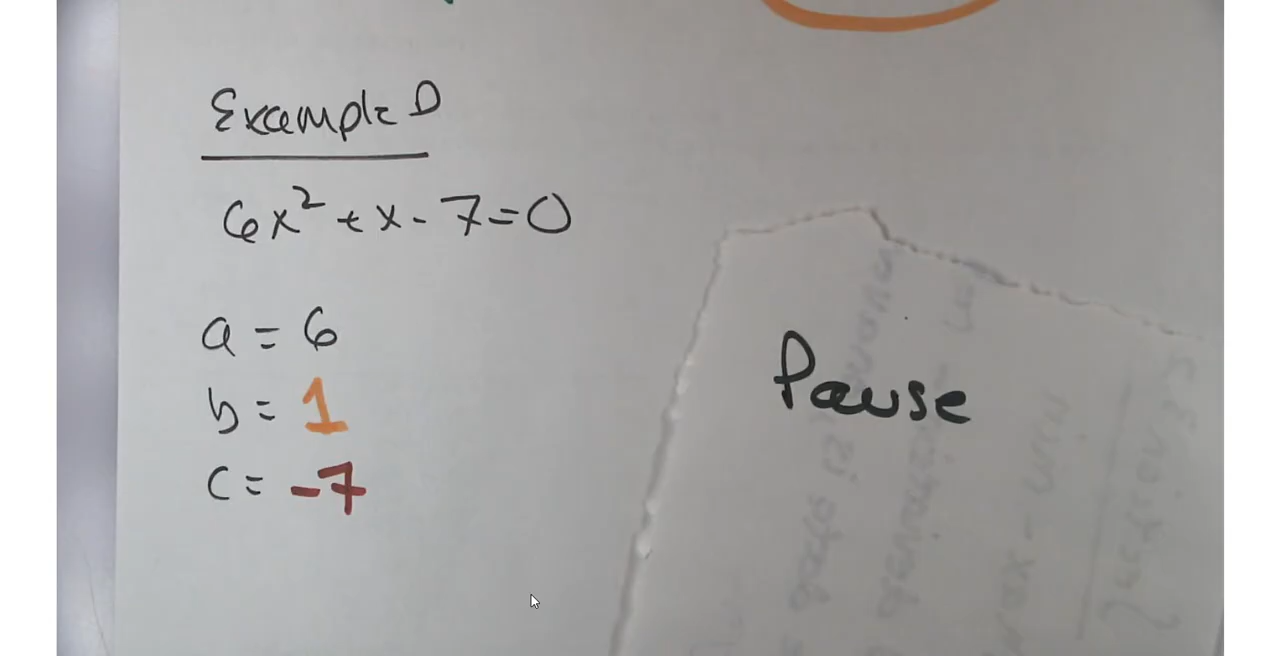 Example D
6x² + x - 7 = 0
a = 6
b = 1
c = -7
Pause